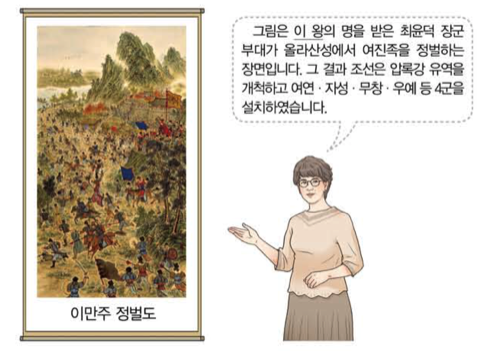 그림은 이 왕의 명을 받은 최윤덕 장군
부대가 올라산성에서 여진족을 정벌하는
장면입니다. 그 결과 조선은 압록강 유역을
개척하고 여연·자성·무창·우예 등 4군을
설치하였습니다.
이만주 정벌도